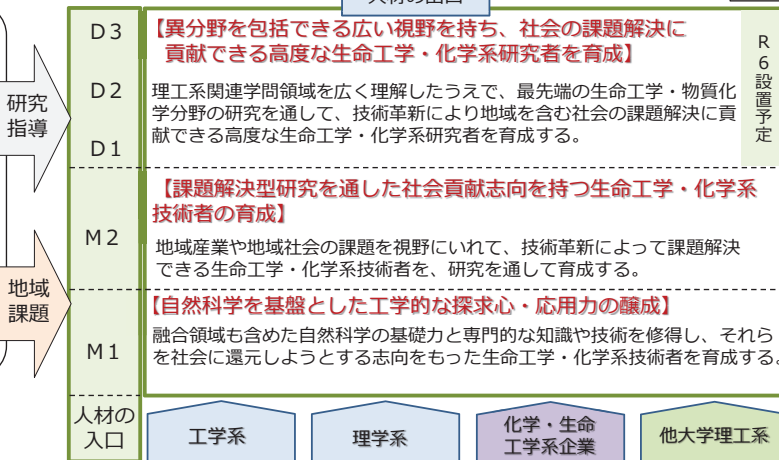 人材の出口
D3
【異分野を包括できる広い視野を持ち、社会の課題解決に
貢献できる高度な生命工学・化学系研究者を育成】
R6設置予定
研究
指導
D2
理工系関連学問領域を広く理解したうえで、最先端の生命工学・物質化
学分野の研究を通して、技術革新により地域を含む社会の課題解決に貢
献できる高度な生命工学・化学系研究者を育成する。
D1
【課題解決型研究を通した社会貢献志向を持つ生命工学・化学系
技術者の育成】
M2
地域産業や地域社会の課題を視野にいれて、技術革新によって課題解決
できる生命工学・化学系技術者を、研究を通して育成する。
地域
課題
【自然科学を基盤とした工学的な探求心・応用力の醸成】
M1
融合領域も含めた自然科学の基礎力と専門的な知識や技術を修得し、それら
を社会に還元しようとする志向をもった生命工学・化学系技術者を育成する。
人材の
入口
工学系
理学系
化学・生命
工学系企業
他大学理工系